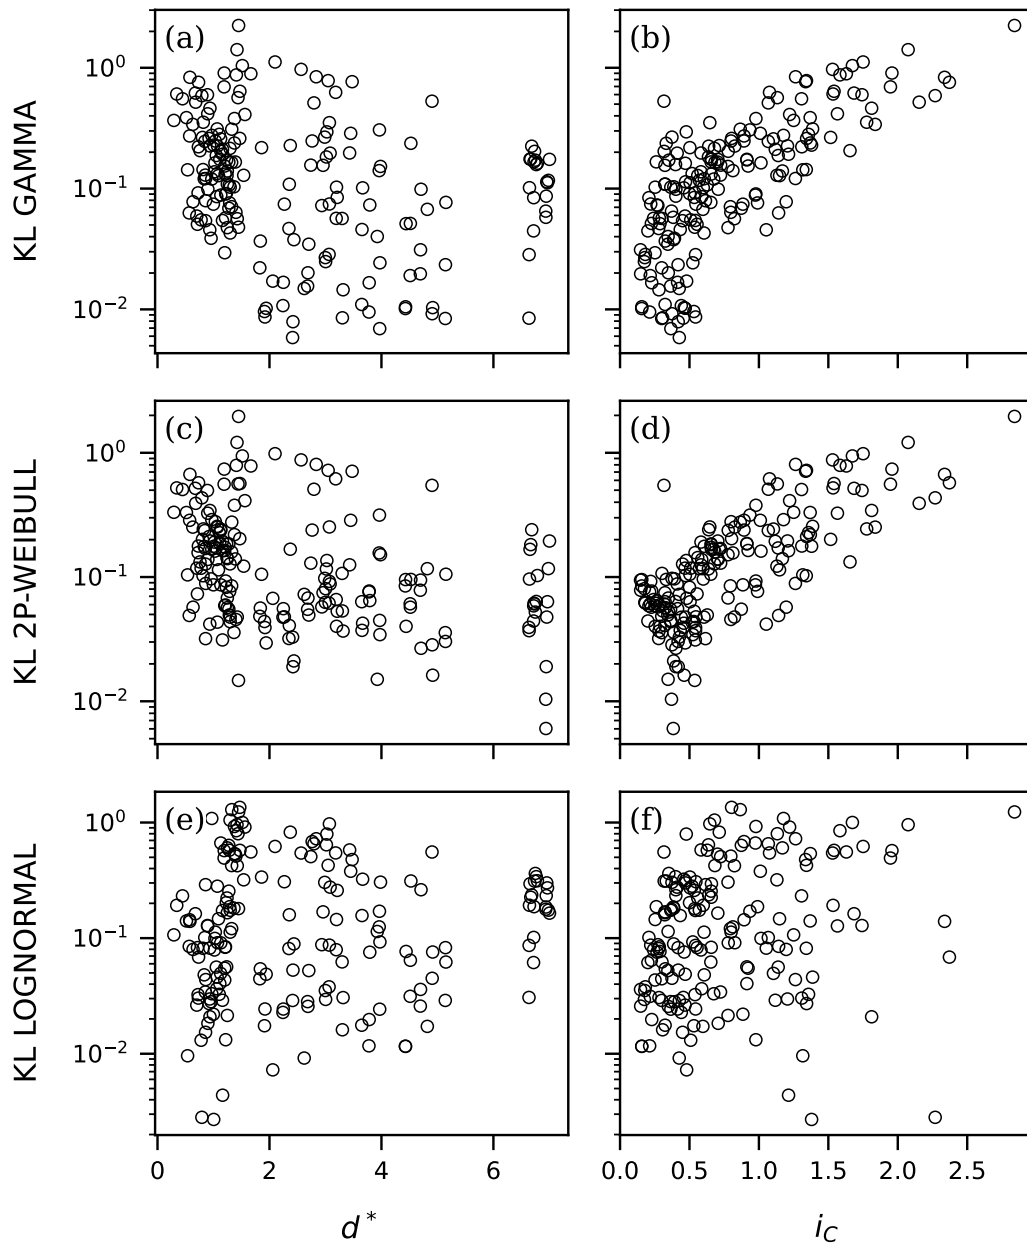 KL GAMMA
(a)
(b)
10^0
10^-1
10^-2
KL 2P-WEIBULL
(c)
(d)
10^0
10^-1
10^-2
KL LOGNORMAL
(e)
(f)
10^0
10^-1
10^-2
0 2 4 6
0.0 0.5 1.0 1.5 2.0 2.5
d*
i_C